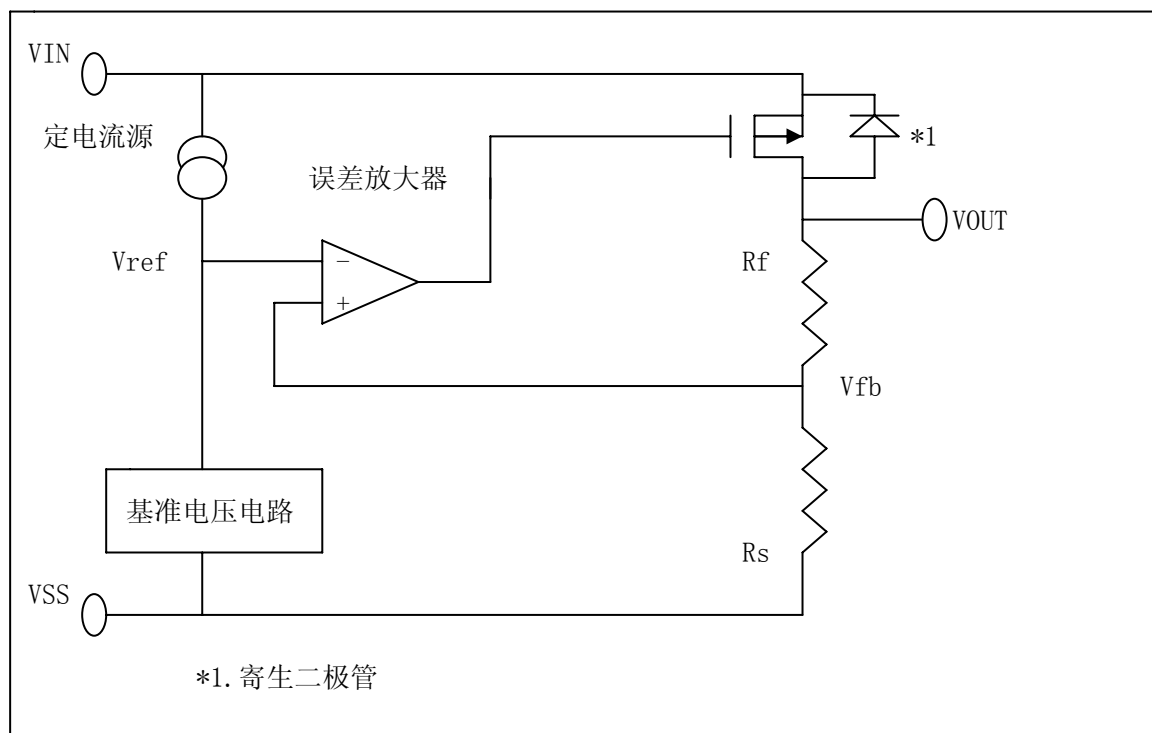 VIN
定电流源
*1
误差放大器
VOUT
Vref
Rf
−
+
Vfb
基准电压电路
Rs
VSS
*1.寄生二极管